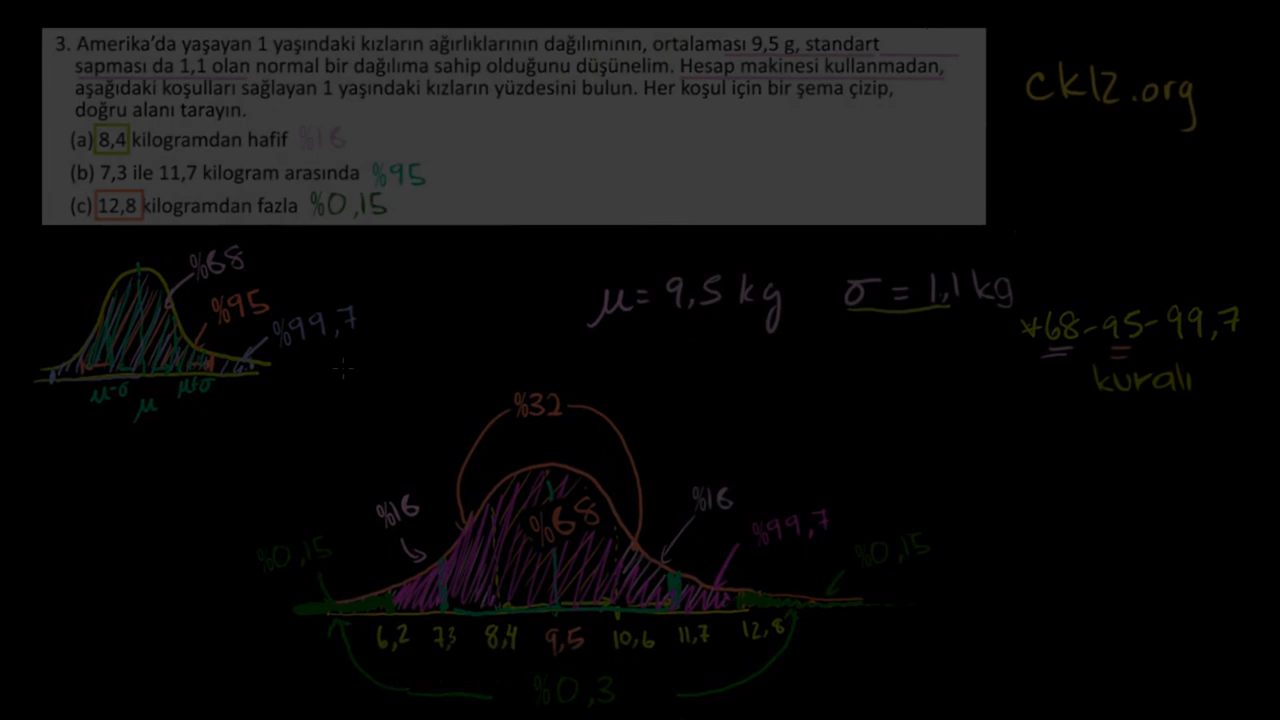 3. Amerika'da yaşayan 1 yaşındaki kızların ağırlıklarının dağılımının, ortalaması 9,5 g, standart
sapması da 1,1 olan normal bir dağılıma sahip olduğunu düşünelim. Hesap makinesi kullanmadan,
aşağıdaki koşulları sağlayan 1 yaşındaki kızların yüzdesini bulun. Her koşul için bir şema çizip,
doğru alanı tarayın.
(a) 8,4 kilogramdan hafif %16
(b) 7,3 ile 11,7 kilogram arasında %95
(c) 12,8 kilogramdan fazla %0,15
ck12.org
%68
%95
%99,7
μ-σ μ μ+σ
μ = 9,5 kg σ = 1,1 kg
*68-95-99,7
kuralı
%32
%16 %68 %16
%99,7
%0,15 %0,15
6,2 7,3 8,4 9,5 10,6 11,7 12,8
%0,3